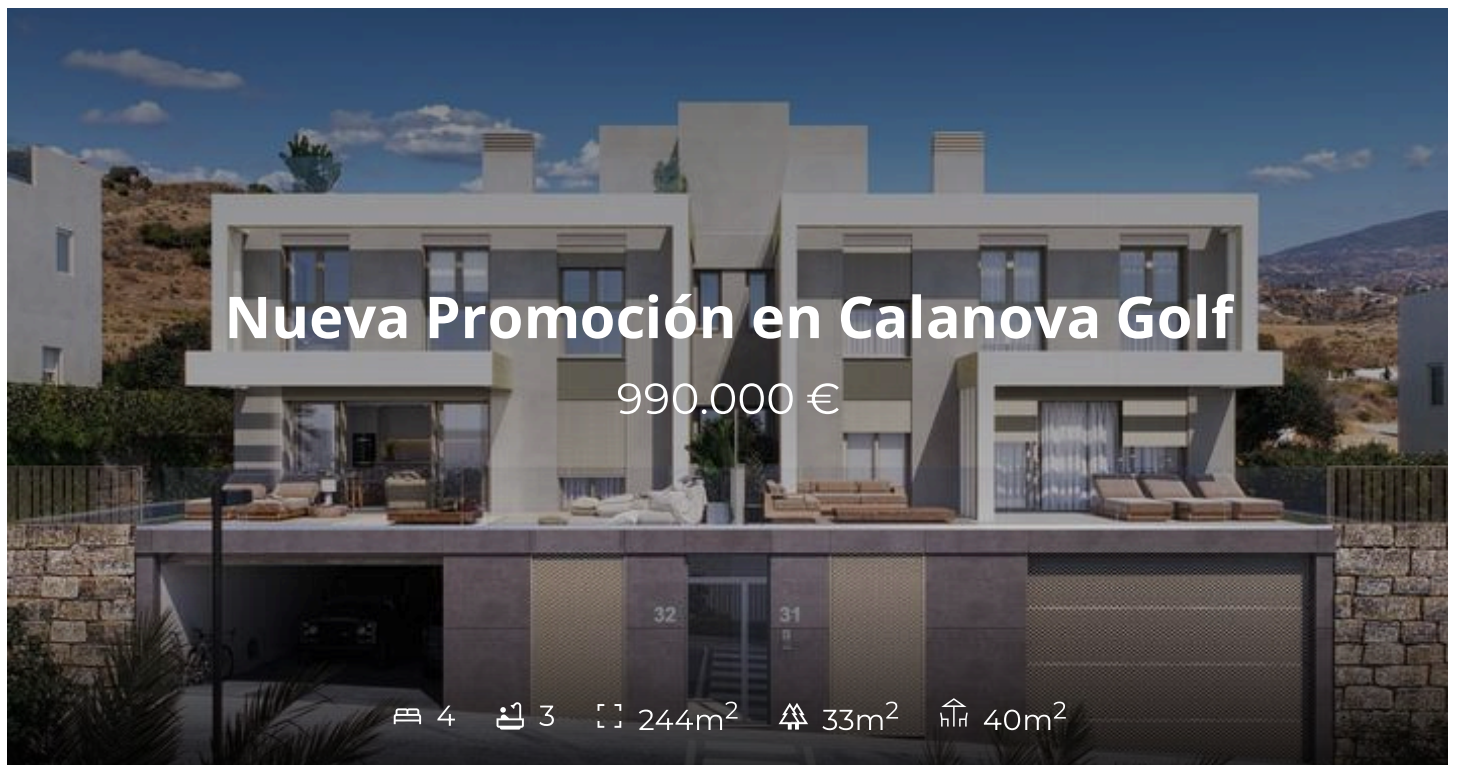 Nueva Promoción en Calanova Golf
990.000 €
32
31
4
3
244m²
33m²
40m²